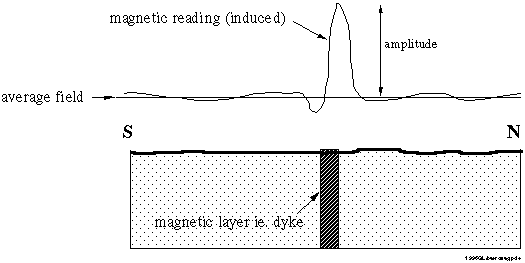 magnetic reading (induced)
amplitude
average field
S
N
magnetic layer ie. dyke